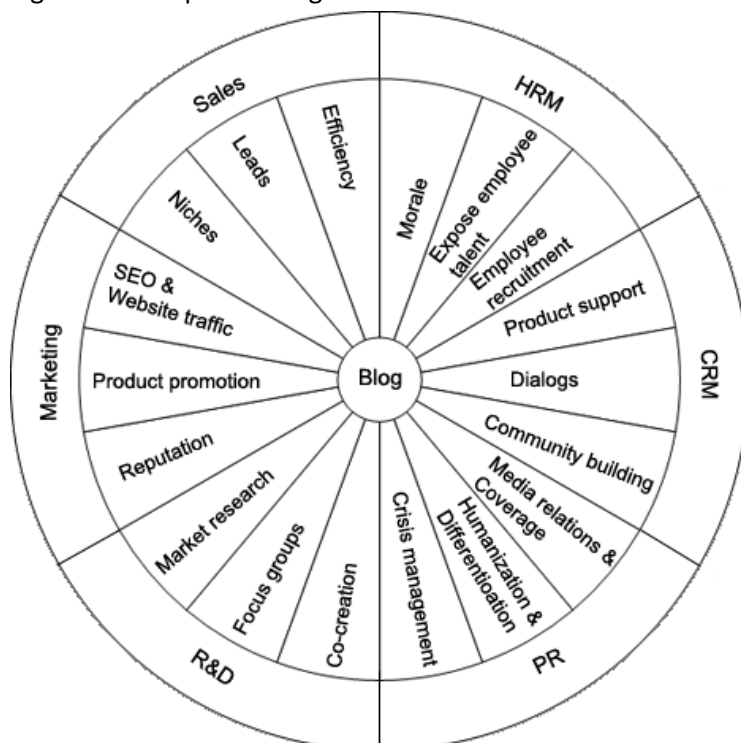 Sales
HRM
CRM
PR
R&D
Marketing
Efficiency
Leads
Niches
Morale
Expose employee
talent
Employee
recruitment
Product support
Dialogs
Community building
Media relations &
Coverage
Humanization &
Differentioation
Crisis management
Co-creation
Focus groups
Market research
Reputation
Product promotion
SEO &
Website traffic
Blog